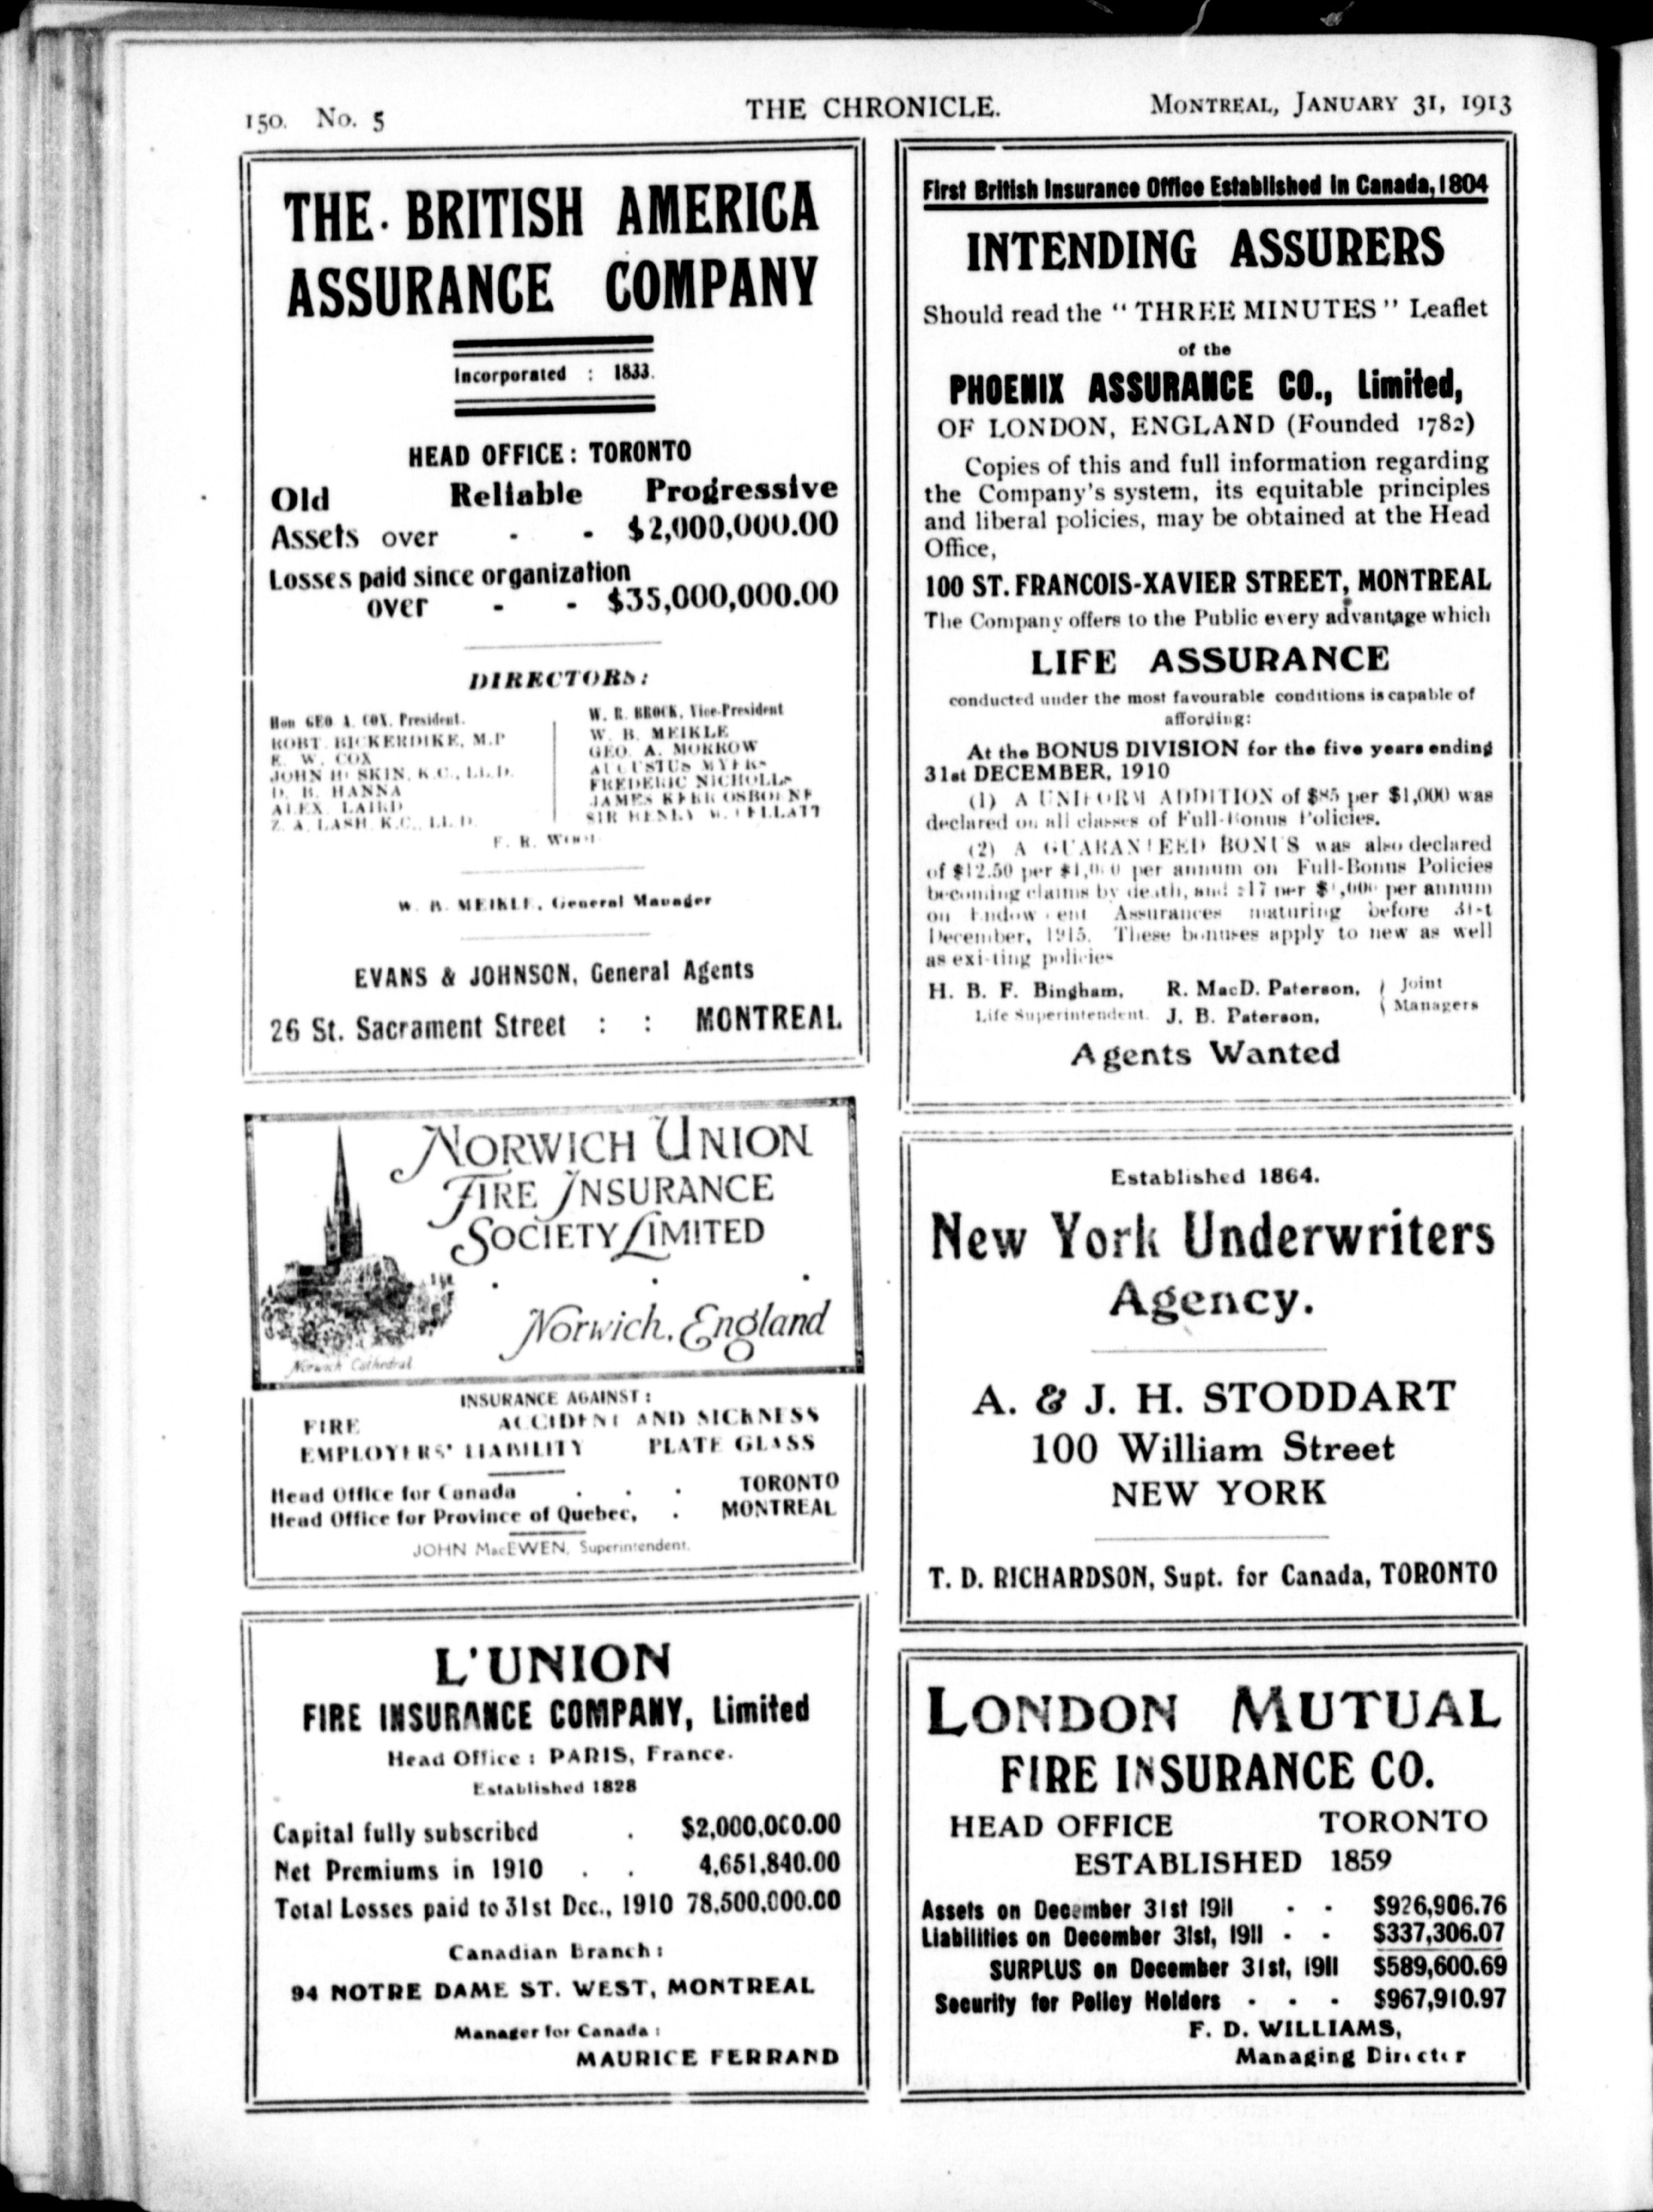 150. No. 5
THE CHRONICLE.
MONTREAL, JANUARY 31, 1913
THE BRITISH AMERICA
ASSURANCE COMPANY
Incorporated : 1833.
HEAD OFFICE: TORONTO
Old Reliable Progressive
Assets over - - $2,000,000.00
Losses paid since organization
over - - $35,000,000.00
DIRECTORS:
Hon GEO A. COX, President.
ROBT. BICKERDIKE, M.P
E. W. COX
JOHN HOSKIN, K.C., LL.D.
D. B. HANNA
ALEX. LAIRD
Z. A. LASH, K.C., LL.D.
W. R. BROCK, Vice-President
W. B. MEIKLE
GEO. A. MORROW
AUGUSTUS MYERS
FREDERIC NICHOLLS
JAMES KERR OSBORNE
SIR HENRY M. PELLATT
E. R. WOOD
W. B. MEIKLE, General Manager
EVANS & JOHNSON, General Agents
26 St. Sacrament Street : : MONTREAL
NORWICH UNION
FIRE INSURANCE
SOCIETY LIMITED
Norwich, England
Norwich Cathedral
INSURANCE AGAINST:
FIRE ACCIDENT AND SICKNESS
EMPLOYERS' LIABILITY PLATE GLASS
Head Office for Canada . . . TORONTO
Head Office for Province of Quebec, . MONTREAL
JOHN MacEWEN, Superintendent.
L'UNION
FIRE INSURANCE COMPANY, Limited
Head Office: PARIS, France.
Established 1828
Capital fully subscribed . $2,000,000.00
Net Premiums in 1910 . . 4,651,840.00
Total Losses paid to 31st Dec., 1910 78,500,000.00
Canadian Branch:
94 NOTRE DAME ST. WEST, MONTREAL
Manager for Canada:
MAURICE FERRAND
First British Insurance Office Established in Canada, 1804
INTENDING ASSURERS
Should read the "THREE MINUTES" Leaflet
of the
PHOENIX ASSURANCE CO., Limited,
OF LONDON, ENGLAND (Founded 1782)
Copies of this and full information regarding
the Company's system, its equitable principles
and liberal policies, may be obtained at the Head
Office,
100 ST. FRANCOIS-XAVIER STREET, MONTREAL
The Company offers to the Public every advantage which
LIFE ASSURANCE
conducted under the most favourable conditions is capable of
affording:
At the BONUS DIVISION for the five years ending
31st DECEMBER, 1910
(1) A UNIFORM ADDITION of $85 per $1,000 was
declared on all classes of Full-Bonus Policies.
(2) A GUARANTEED BONUS was also declared
of $12.50 per $1,000 per annum on Full-Bonus Policies
becoming claims by death, and $17 per $1,000 per annum
on Endowment Assurances maturing before 31st
December, 1915. These bonuses apply to new as well
as existing policies
H. B. F. Bingham,
Life Superintendent.
R. MacD. Paterson,
J. B. Paterson,
Joint
Managers
Agents Wanted
Established 1864.
New York Underwriters
Agency.
A. & J. H. STODDART
100 William Street
NEW YORK
T. D. RICHARDSON, Supt. for Canada, TORONTO
LONDON MUTUAL
FIRE INSURANCE CO.
HEAD OFFICE TORONTO
ESTABLISHED 1859
Assets on December 31st 1911 - - $926,906.76
Liabilities on December 31st, 1911 - - $337,306.07
SURPLUS on December 31st, 1911 $589,600.69
Security for Policy Holders - - - $967,910.97
F. D. WILLIAMS,
Managing Director